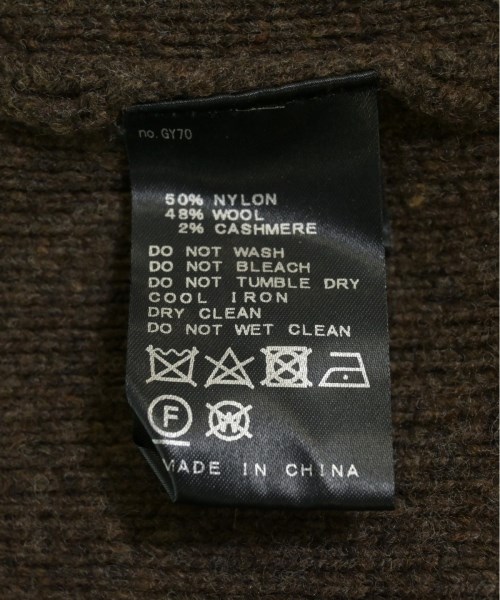 no. GY70
50% NYLON
48% WOOL
2% CASHMERE
DO NOT WASH
DO NOT BLEACH
DO NOT TUMBLE DRY
COOL IRON
DRY CLEAN
DO NOT WET CLEAN
F W
MADE IN CHINA